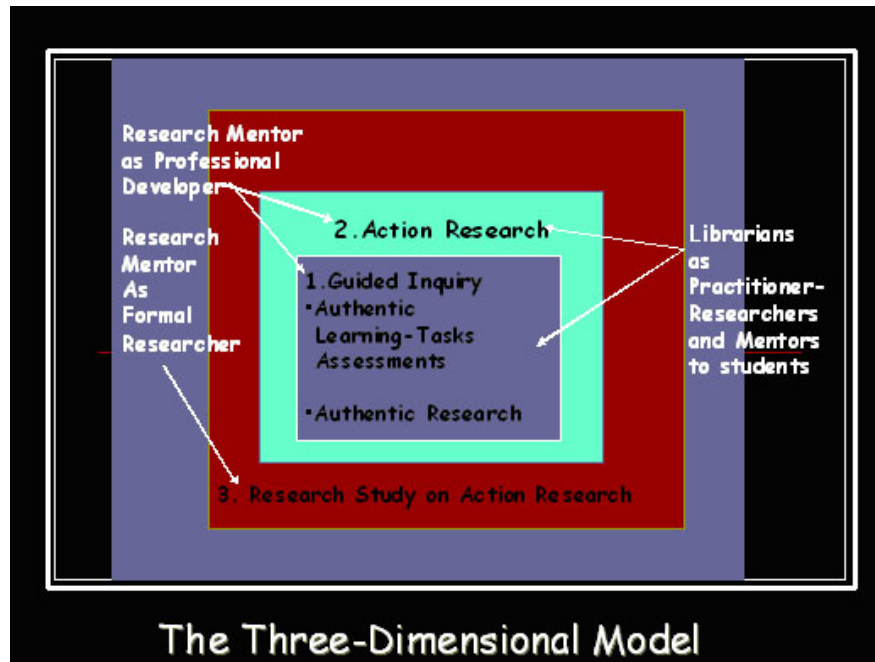 Research Mentor
as Professional
Developer
Research
Mentor
As
Formal
Researcher
2.Action Research
1.Guided Inquiry
•Authentic
Learning-Tasks
Assessments
•Authentic Research
3. Research Study on Action Research
Librarians
as
Practitioner-
Researchers
and Mentors
to students
The Three-Dimensional Model